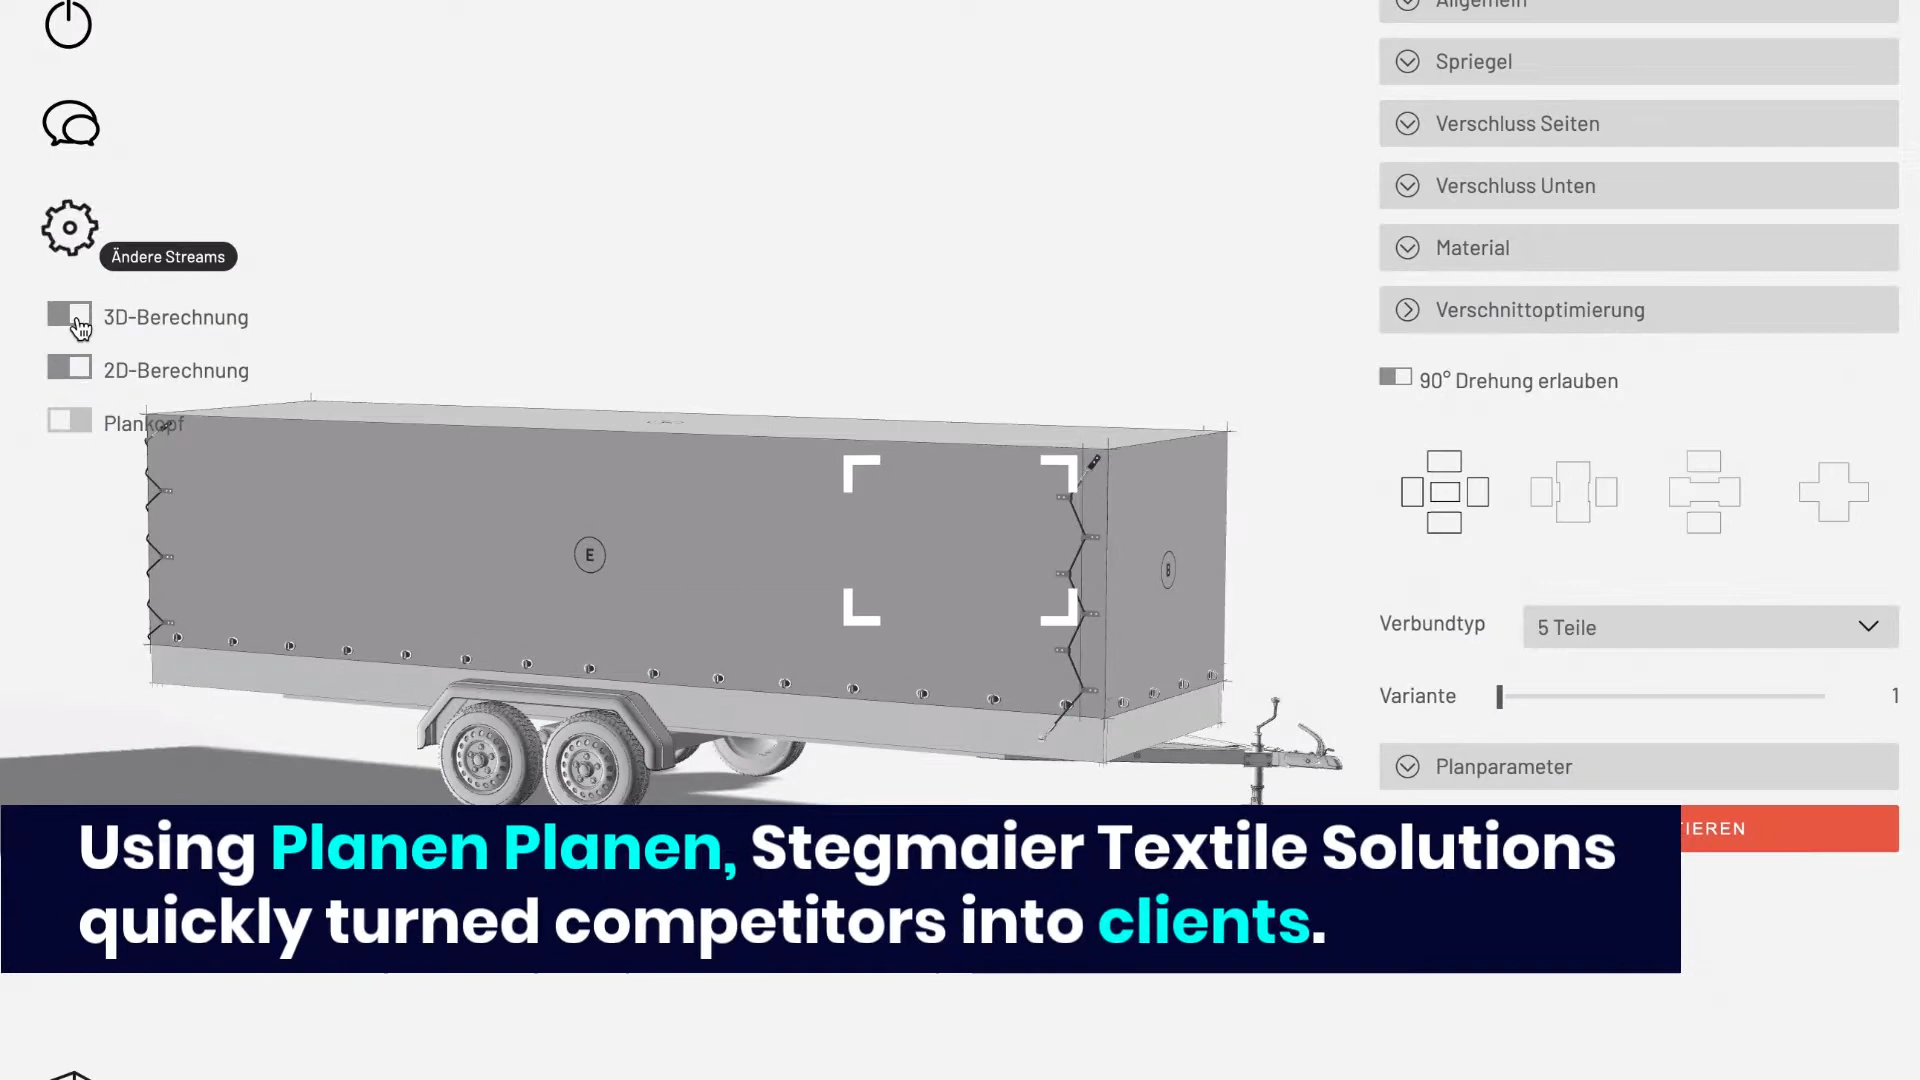 Allgemein
Spriegel
Verschluss Seiten
Verschluss Unten
Ändere Streams
Material
3D-Berechnung
Verschnittoptimierung
2D-Berechnung
90° Drehung erlauben
Plankopf
E
B
Verbundtyp
5 Teile
Variante
1
Planparameter
TIEREN
Using Planen Planen, Stegmaier Textile Solutions
quickly turned competitors into clients.